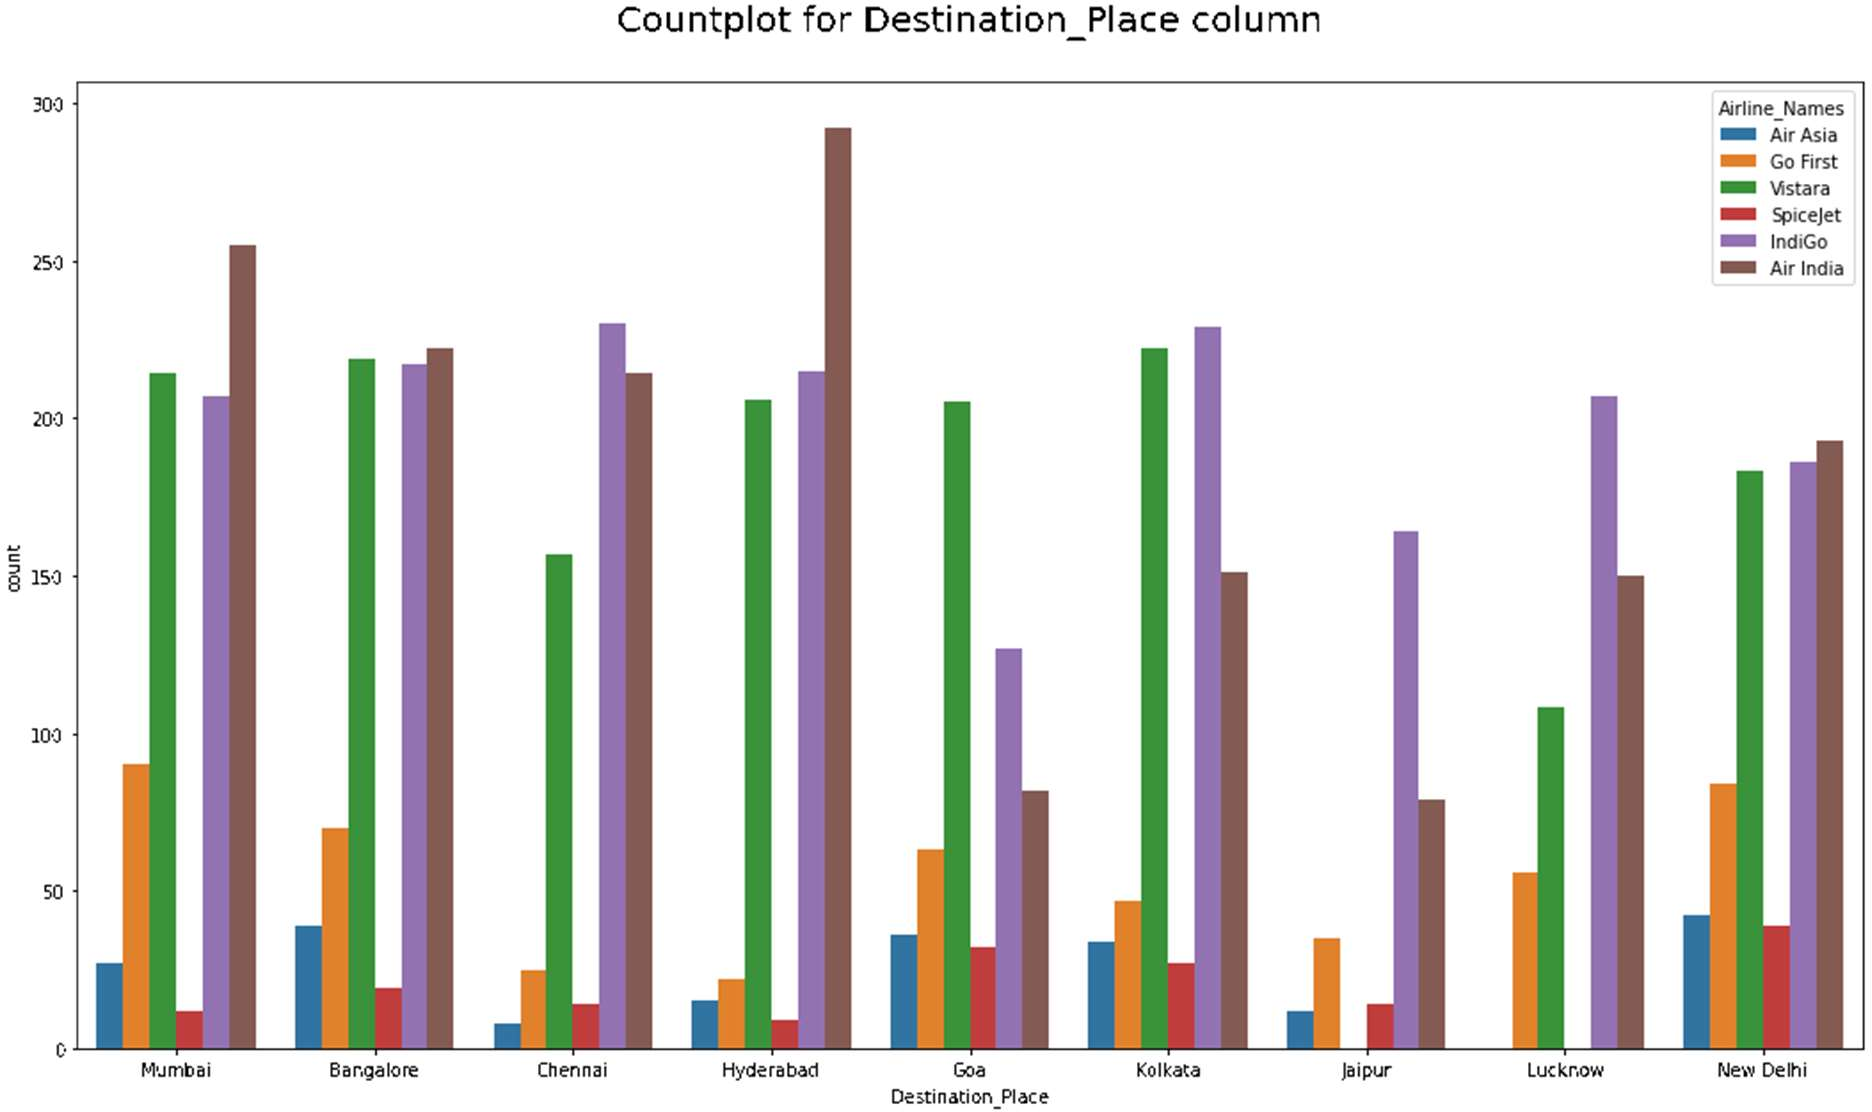 Countplot for Destination_Place column
300
250
200
150
100
50
0
count
Airline_Names
Air Asia
Go First
Vistara
SpiceJet
IndiGo
Air India
Mumbai Bangalore Chennai Hyderabad Goa Kolkata Jaipur Lucknow New Delhi
Destination_Place